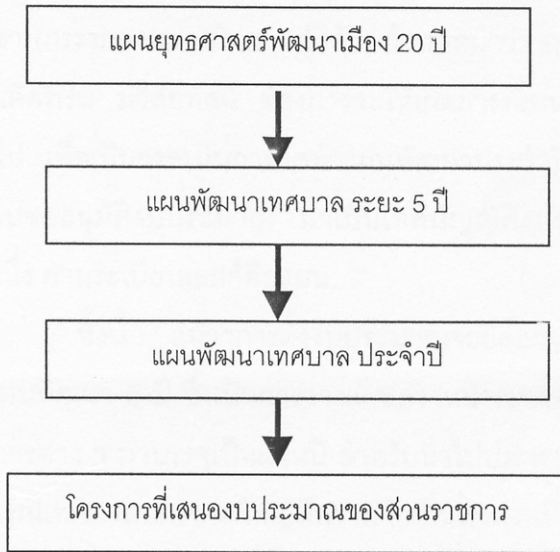 แผนยุทธศาสตร์พัฒนาเมือง 20 ปี
แผนพัฒนาเทศบาล ระยะ 5 ปี
แผนพัฒนาเทศบาล ประจำปี
โครงการที่เสนองบประมาณของส่วนราชการ